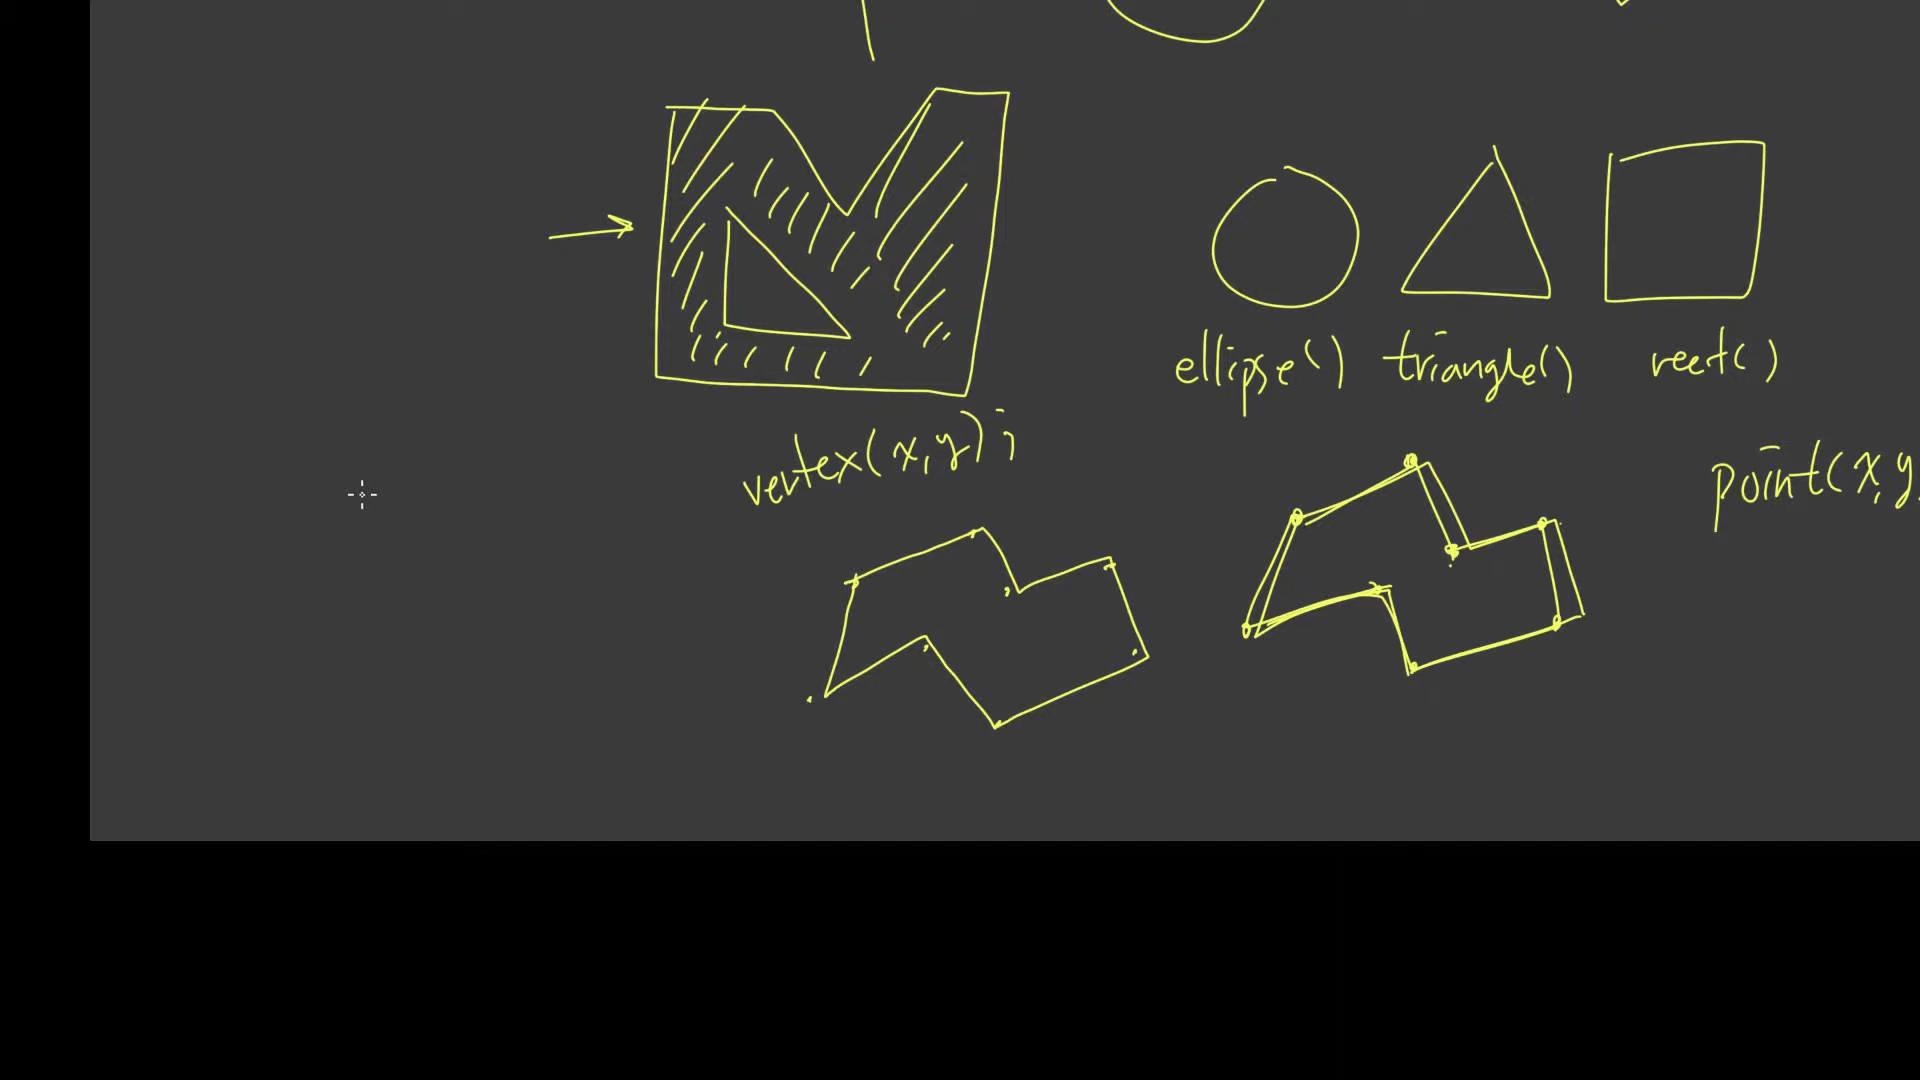 ellipse() triangle() rect()
vertex(x,y);
point(x,y